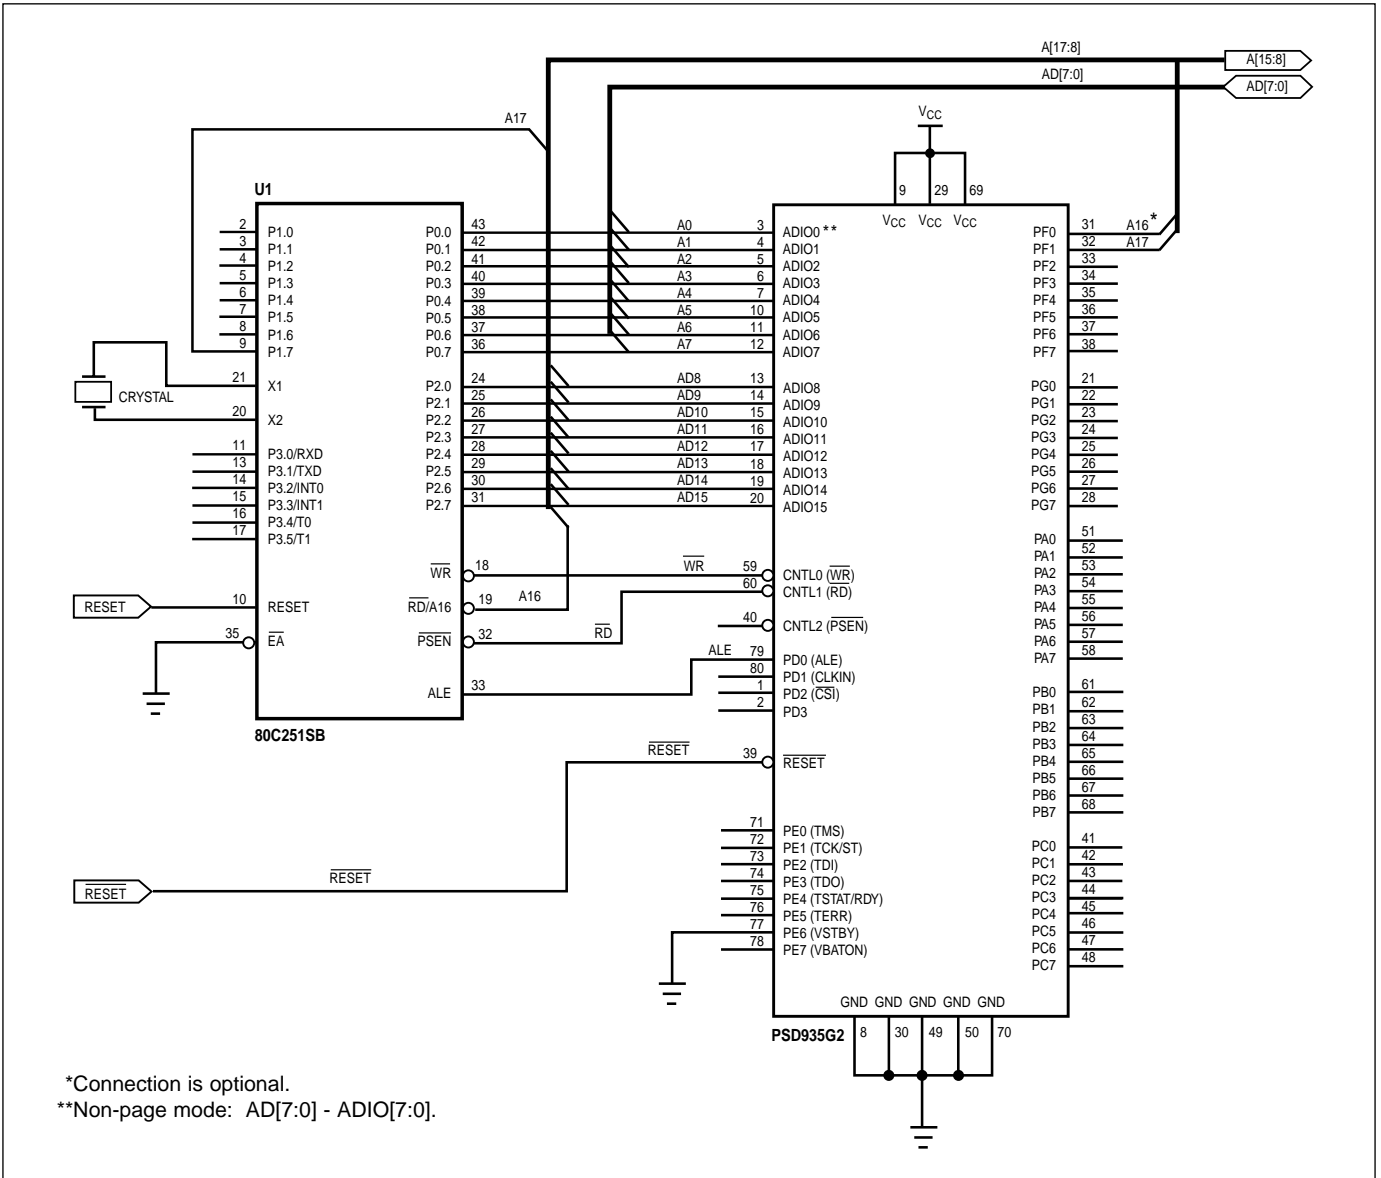 A[17:8]
A[15:8]
AD[7:0]
AD[7:0]
A17
VCC
U1
9 29 69
VCC VCC VCC
2 P1.0
3 P1.1
4 P1.2
5 P1.3
6 P1.4
7 P1.5
8 P1.6
9 P1.7
21 X1
CRYSTAL
20 X2
11 P3.0/RXD
13 P3.1/TXD
14 P3.2/INT0
15 P3.3/INT1
16 P3.4/T0
17 P3.5/T1
RESET 10 RESET
35 EA
P0.0 43 A0 3 ADIO0 **
P0.1 42 A1 4 ADIO1
P0.2 41 A2 5 ADIO2
P0.3 40 A3 6 ADIO3
P0.4 39 A4 7 ADIO4
P0.5 38 A5 10 ADIO5
P0.6 37 A6 11 ADIO6
P0.7 36 A7 12 ADIO7
P2.0 24 AD8 13 ADIO8
P2.1 25 AD9 14 ADIO9
P2.2 26 AD10 15 ADIO10
P2.3 27 AD11 16 ADIO11
P2.4 28 AD12 17 ADIO12
P2.5 29 AD13 18 ADIO13
P2.6 30 AD14 19 ADIO14
P2.7 31 AD15 20 ADIO15
WR 18 WR 59 CNTL0 (WR)
60 CNTL1 (RD)
RD/A16 19 A16
40 CNTL2 (PSEN)
PSEN 32 RD
ALE 79 PD0 (ALE)
80 PD1 (CLKIN)
ALE 33
1 PD2 (CSI)
2 PD3
80C251SB
RESET 39 RESET
71 PE0 (TMS)
72 PE1 (TCK/ST)
73 PE2 (TDI)
74 PE3 (TDO)
75 PE4 (TSTAT/RDY)
76 PE5 (TERR)
77 PE6 (VSTBY)
78 PE7 (VBATON)
RESET RESET
PF0 31 A16 *
PF1 32 A17
PF2 33
PF3 34
PF4 35
PF5 36
PF6 37
PF7 38
PG0 21
PG1 22
PG2 23
PG3 24
PG4 25
PG5 26
PG6 27
PG7 28
PA0 51
PA1 52
PA2 53
PA3 54
PA4 55
PA5 56
PA6 57
PA7 58
PB0 61
PB1 62
PB2 63
PB3 64
PB4 65
PB5 66
PB6 67
PB7 68
PC0 41
PC1 42
PC2 43
PC3 44
PC4 45
PC5 46
PC6 47
PC7 48
GND GND GND GND GND
PSD935G2 8 30 49 50 70
*Connection is optional.
**Non-page mode: AD[7:0] - ADIO[7:0].